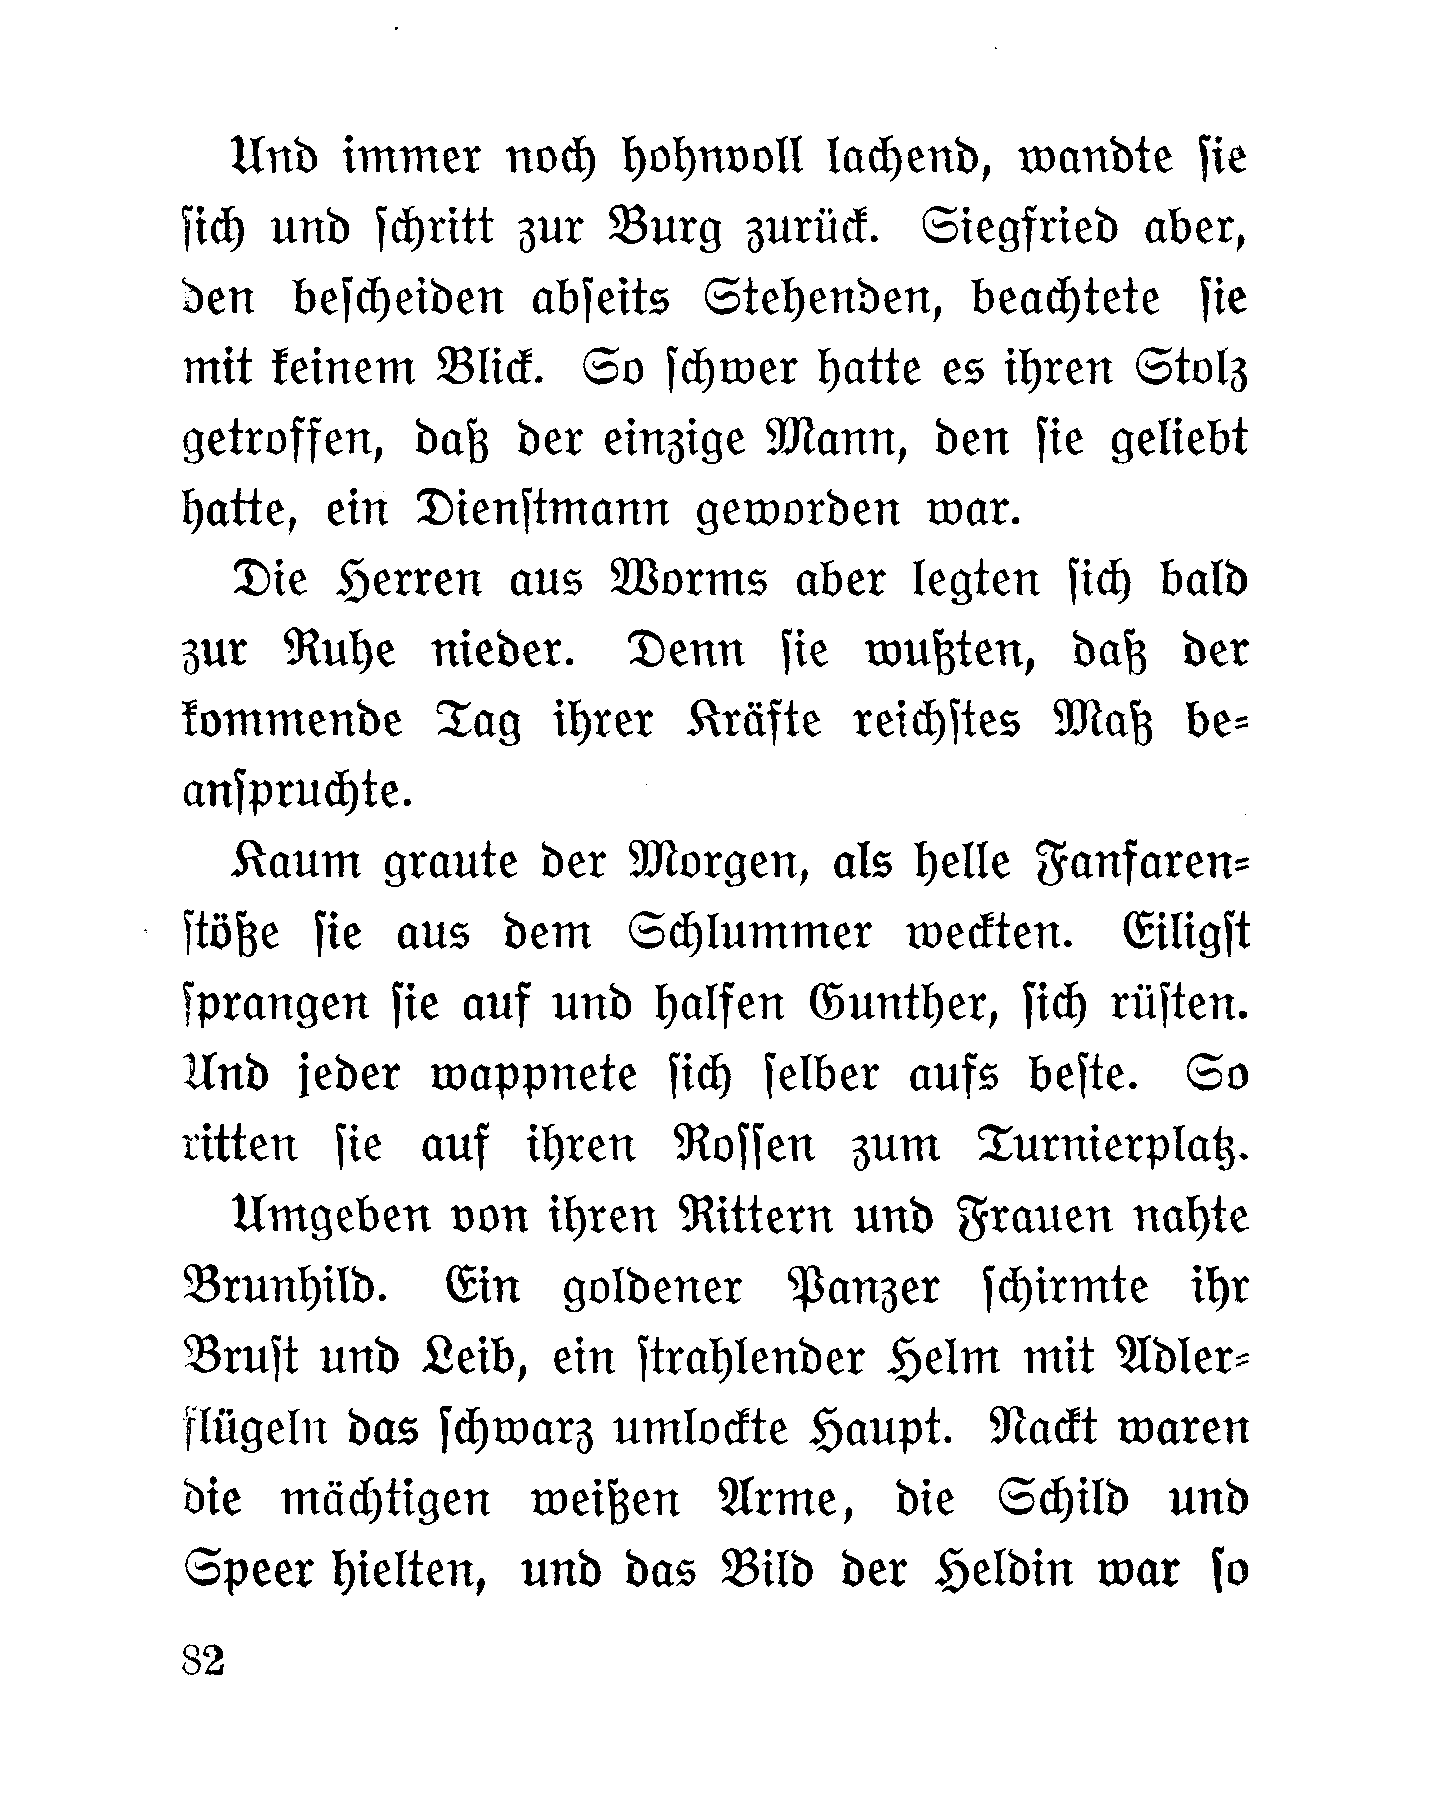 Und immer noch hohnvoll lachend, wandte ſie
ſich und ſchritt zur Burg zurück. Siegfried aber,
den beſcheiden abſeits Stehenden, beachtete ſie
mit keinem Blick. So ſchwer hatte es ihren Stolz
getroffen, daß der einzige Mann, den ſie geliebt
hatte, ein Dienſtmann geworden war.
Die Herren aus Worms aber legten ſich bald
zur Ruhe nieder. Denn ſie wußten, daß der
kommende Tag ihrer Kräfte reichſtes Maß be⸗
anſpruchte.
Kaum graute der Morgen, als helle Fanfaren⸗
ſtöße ſie aus dem Schlummer weckten. Eiligſt
ſprangen ſie auf und halfen Gunther, ſich rüſten.
Und jeder wappnete ſich ſelber aufs beſte. So
ritten ſie auf ihren Roſſen zum Turnierplatz.
Umgeben von ihren Rittern und Frauen nahte
Brunhild. Ein goldener Panzer ſchirmte ihr
Bruſt und Leib, ein ſtrahlender Helm mit Adler⸗
flügeln das ſchwarz umlockte Haupt. Nackt waren
die mächtigen weißen Arme, die Schild und
Speer hielten, und das Bild der Heldin war ſo
82